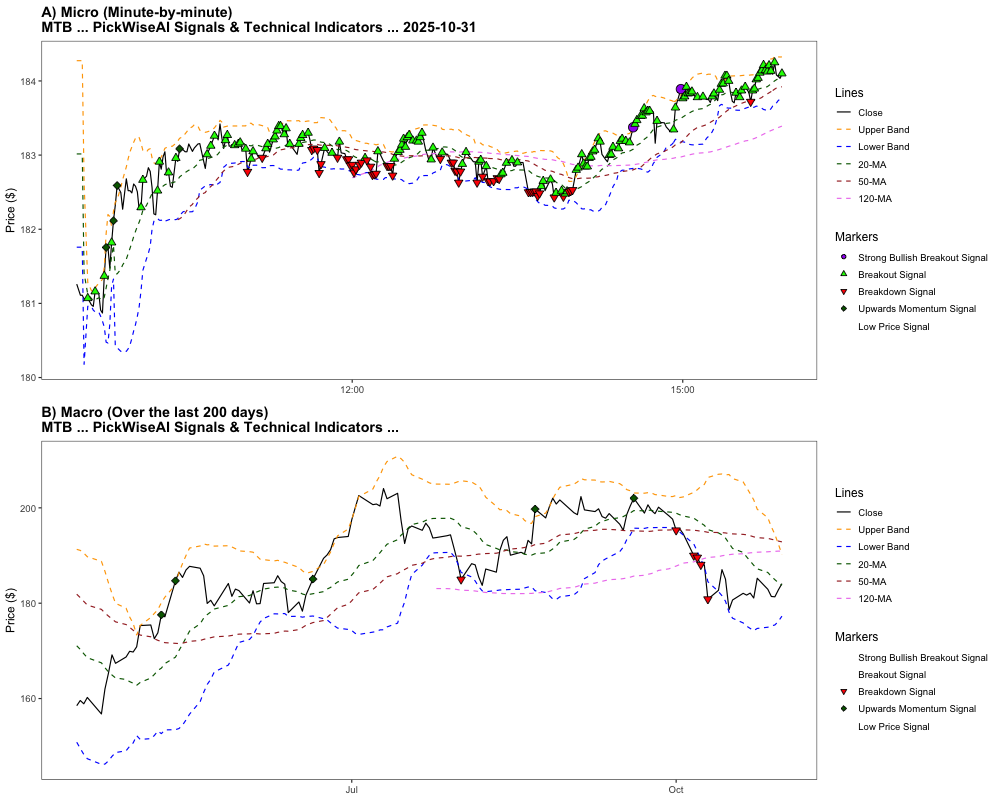 A) Micro (Minute-by-minute)
MTB ... PickWiseAI Signals & Technical Indicators ... 2025-10-31
Price ($)
184
183
182
181
180
12:00
15:00
Lines
Close
Upper Band
Lower Band
20-MA
50-MA
120-MA
Markers
Strong Bullish Breakout Signal
Breakout Signal
Breakdown Signal
Upwards Momentum Signal
Low Price Signal
B) Macro (Over the last 200 days)
MTB ... PickWiseAI Signals & Technical Indicators ...
Price ($)
200
180
160
Jul
Oct
Lines
Close
Upper Band
Lower Band
20-MA
50-MA
120-MA
Markers
Strong Bullish Breakout Signal
Breakout Signal
Breakdown Signal
Upwards Momentum Signal
Low Price Signal